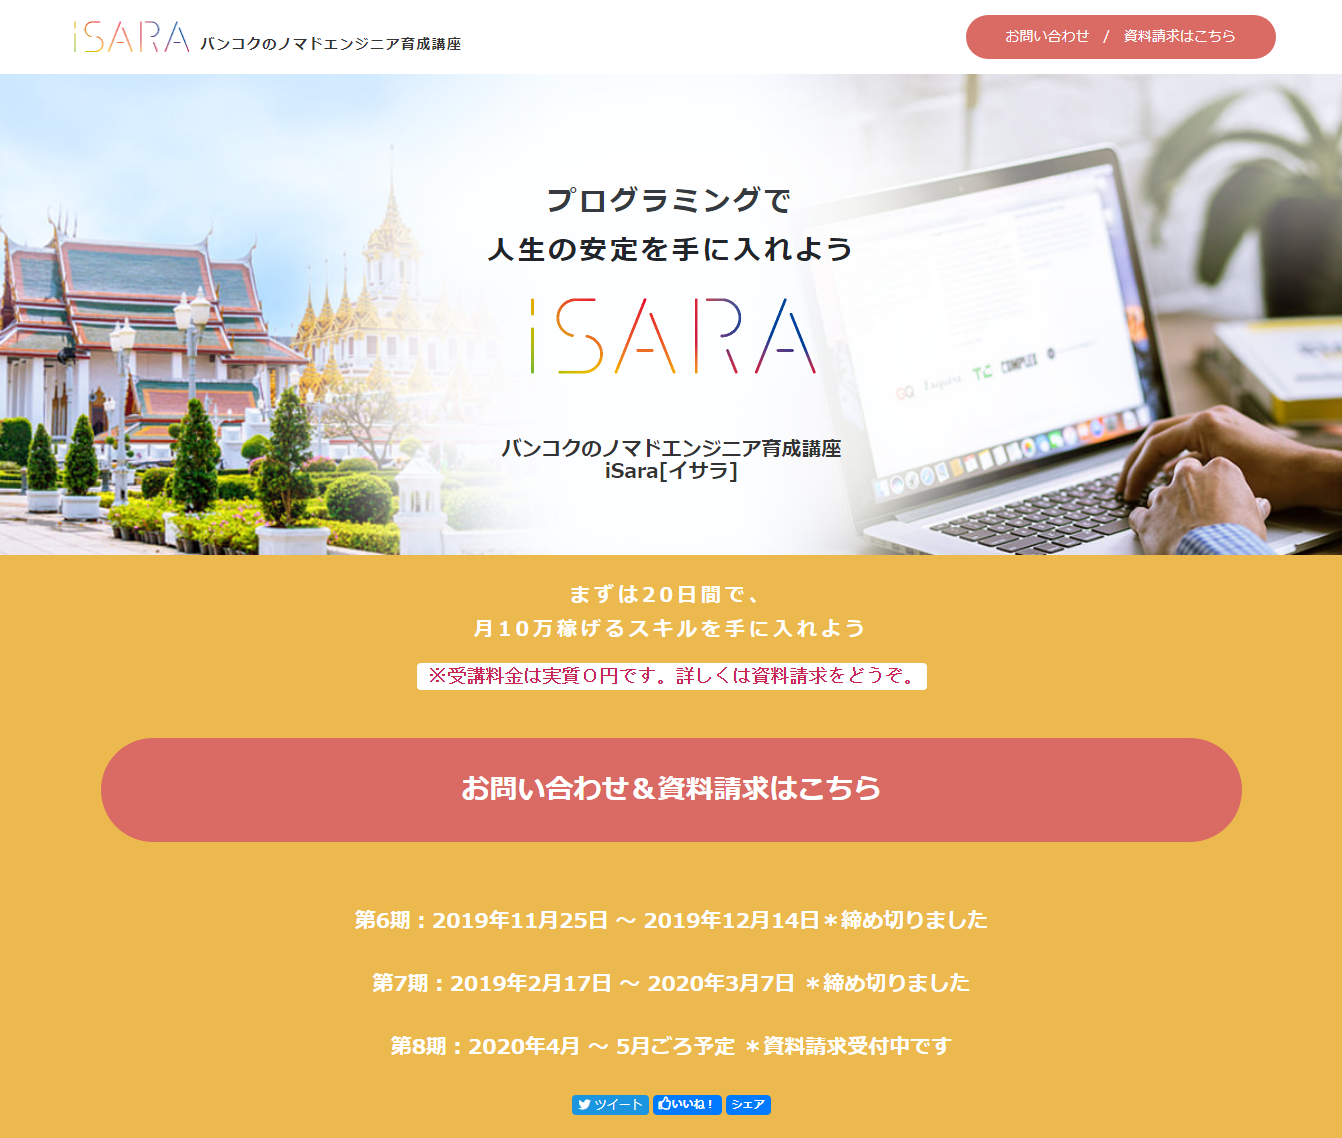 iSARA バンコクのノマドエンジニア育成講座
お問い合わせ / 資料請求はこちら
プログラミングで
人生の安定を手に入れよう
iSARA
バンコクのノマドエンジニア育成講座
iSara[イサラ]
GQ Esquire TC COMPLEX
まずは20日間で、
月10万稼げるスキルを手に入れよう
※受講料金は実質０円です。詳しくは資料請求をどうぞ。
お問い合わせ＆資料請求はこちら
第6期：2019年11月25日 〜 2019年12月14日＊締め切りました
第7期：2019年2月17日 〜 2020年3月7日 ＊締め切りました
第8期：2020年4月 〜 5月ごろ予定 ＊資料請求受付中です
ツイート
いいね！
シェア